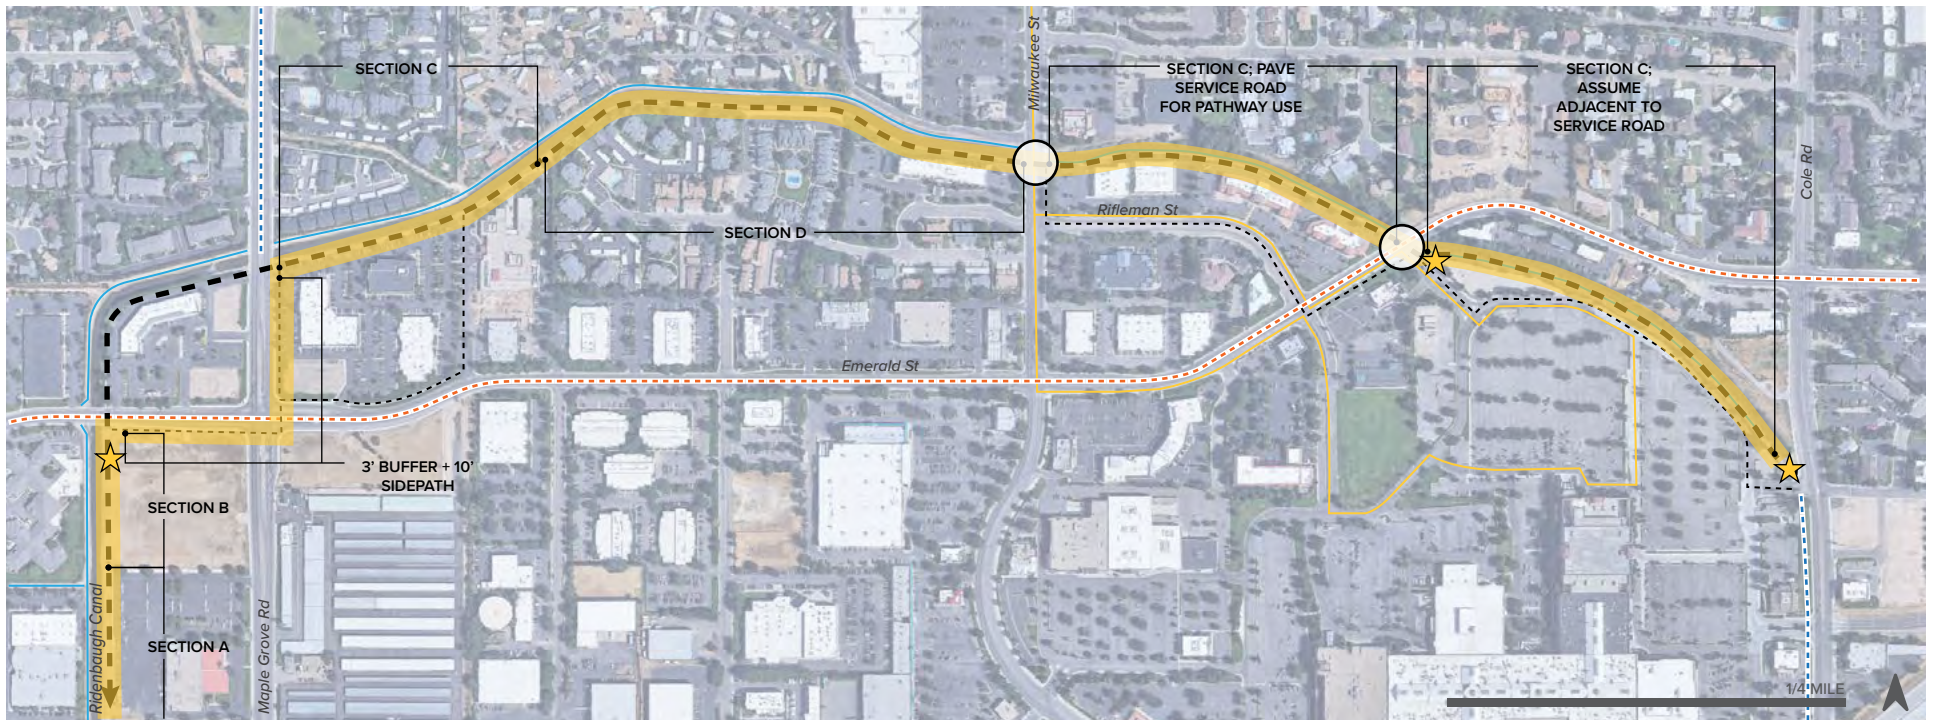 SECTION C
Milwaukee St
SECTION C; PAVE
SERVICE ROAD
FOR PATHWAY USE
SECTION C;
ASSUME
ADJACENT TO
SERVICE ROAD
Cole Rd
Rifleman St
SECTION D
Emerald St
3’ BUFFER + 10’
SIDEPATH
SECTION B
SECTION A
Ridenbaugh Canal
Maple Grove Rd
1/4 MILE